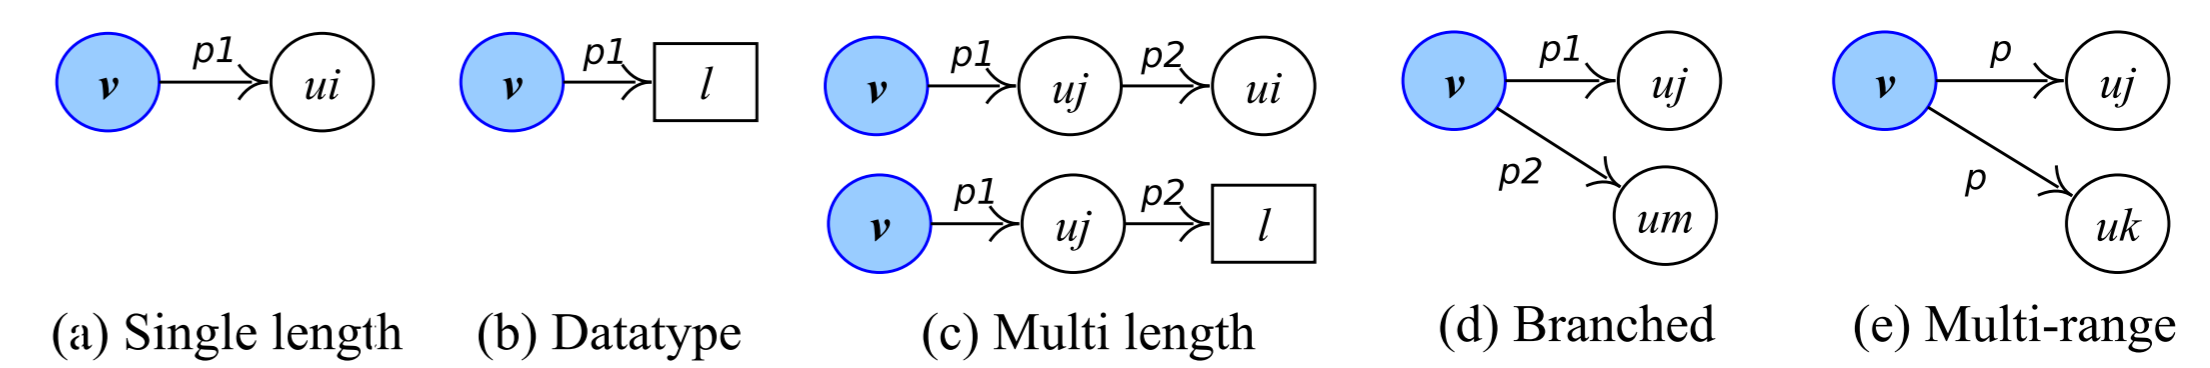 v p1 ui
v p1 l
v p1 uj p2 ui
v p1 uj p2 l
v p1 uj
p2 um
v p uj
p uk
(a) Single length
(b) Datatype
(c) Multi length
(d) Branched
(e) Multi-range